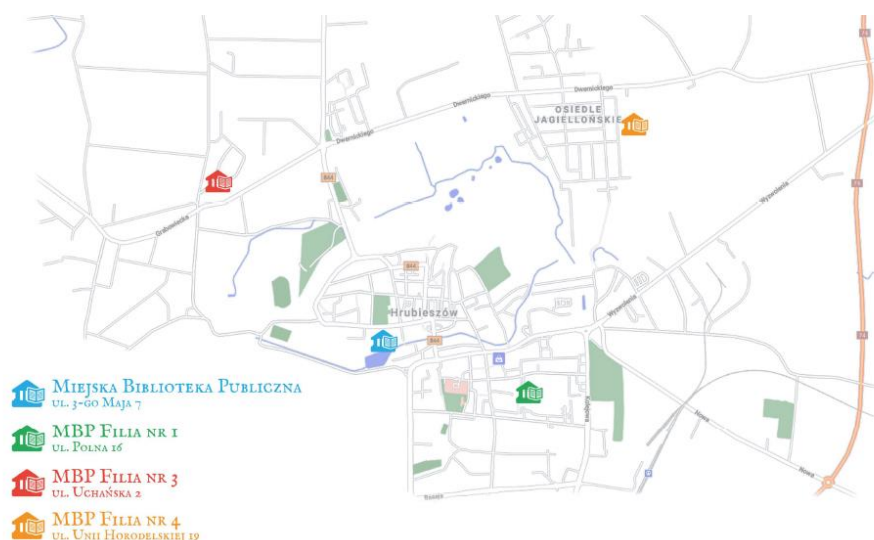 74
Dwernickiego
Dwernickiego
OSIEDLE
JAGIELLOŃSKIE
Dwernickiego
844
74
Wyzwolenia
Grabowiecka
844
Hrubieszów
Wyzwolenia
844
74
Kolejowa
Nowa
Nowa
MIEJSKA BIBLIOTEKA PUBLICZNA
UL. 3-GO MAJA 7
MBP FILIA NR 1
UL. POLNA 16
MBP FILIA NR 3
UL. UCHAŃSKA 2
MBP FILIA NR 4
UL. UNII HORODELSKIEJ 19